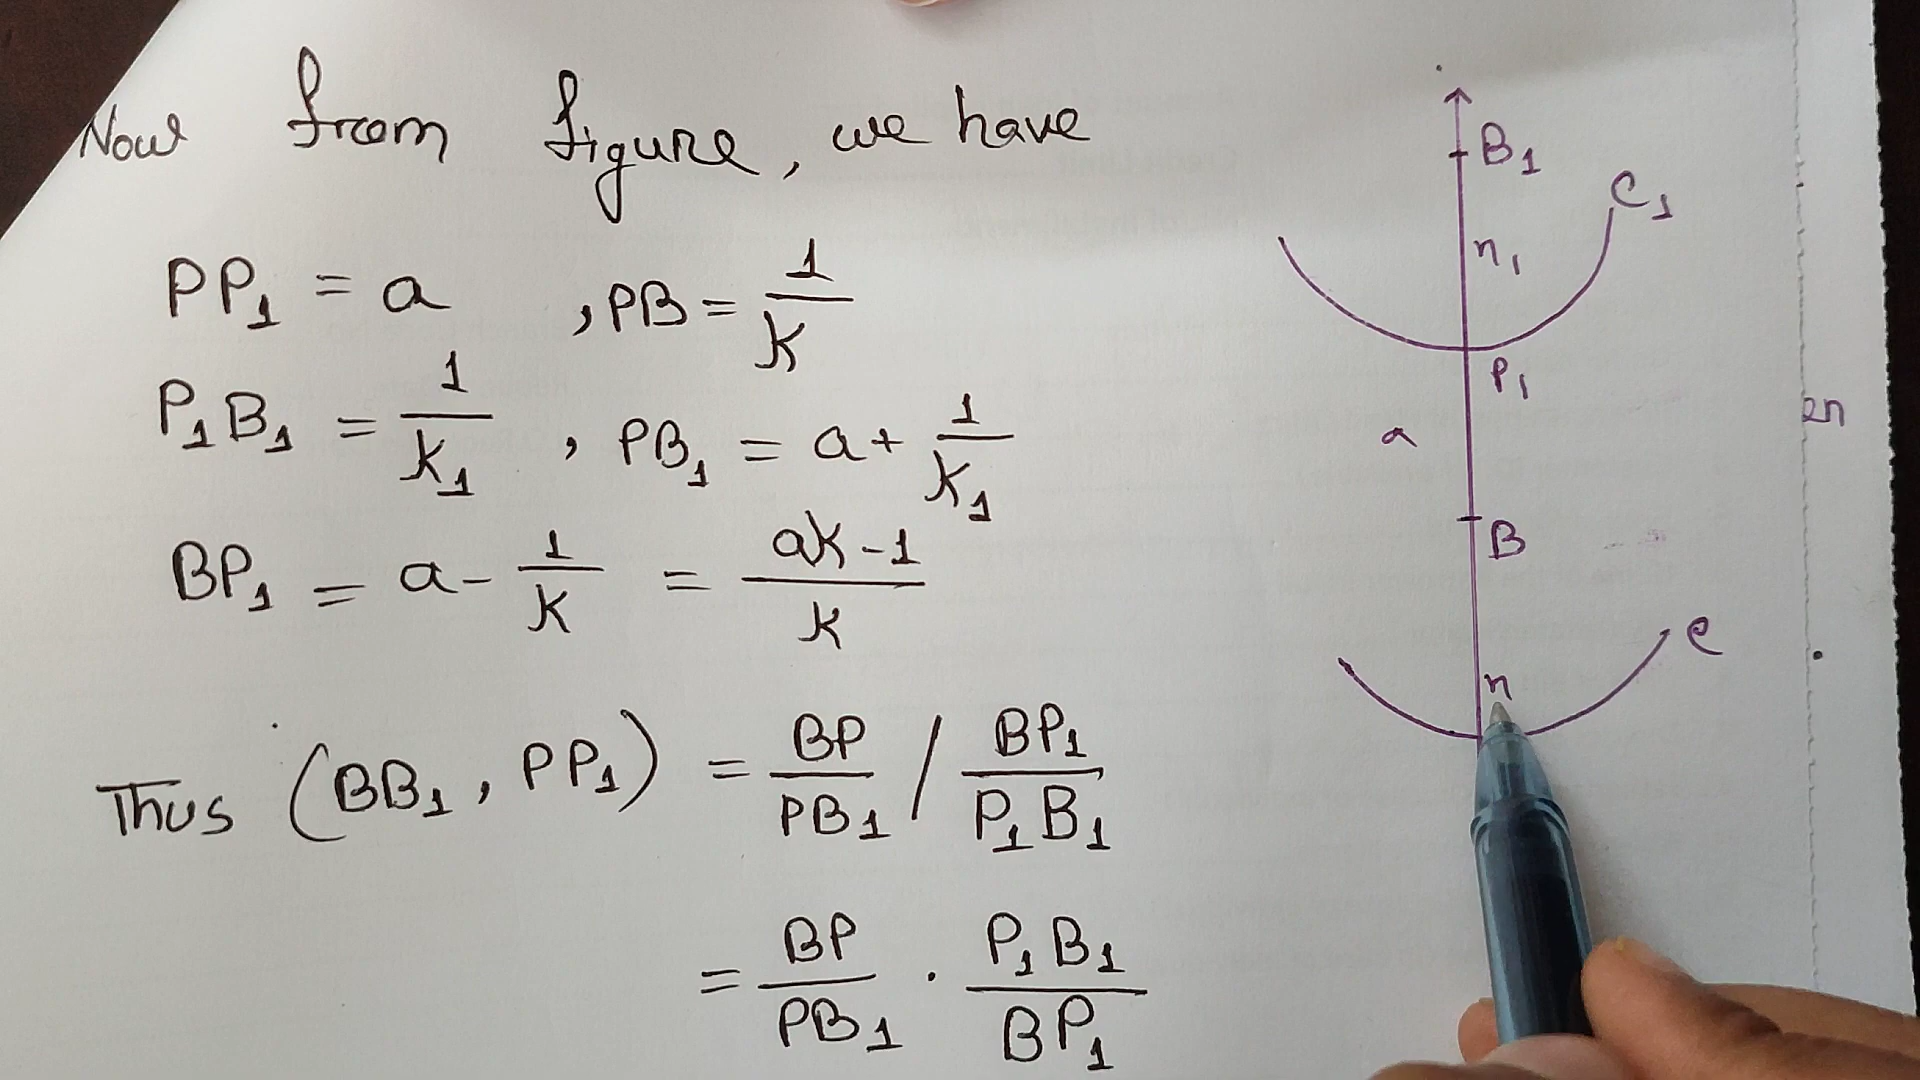 Now from figure, we have
PP₁ = a , PB = 1/K
P₁B₁ = 1/K₁ , PB₁ = a + 1/K₁
BP₁ = a - 1/K = aK-1/K
Thus (BB₁, PP₁) = BP/PB₁ / BP₁/P₁B₁
= BP/PB₁ . P₁B₁/BP₁
B₁
C₁
n₁
P₁
a
B
c
n